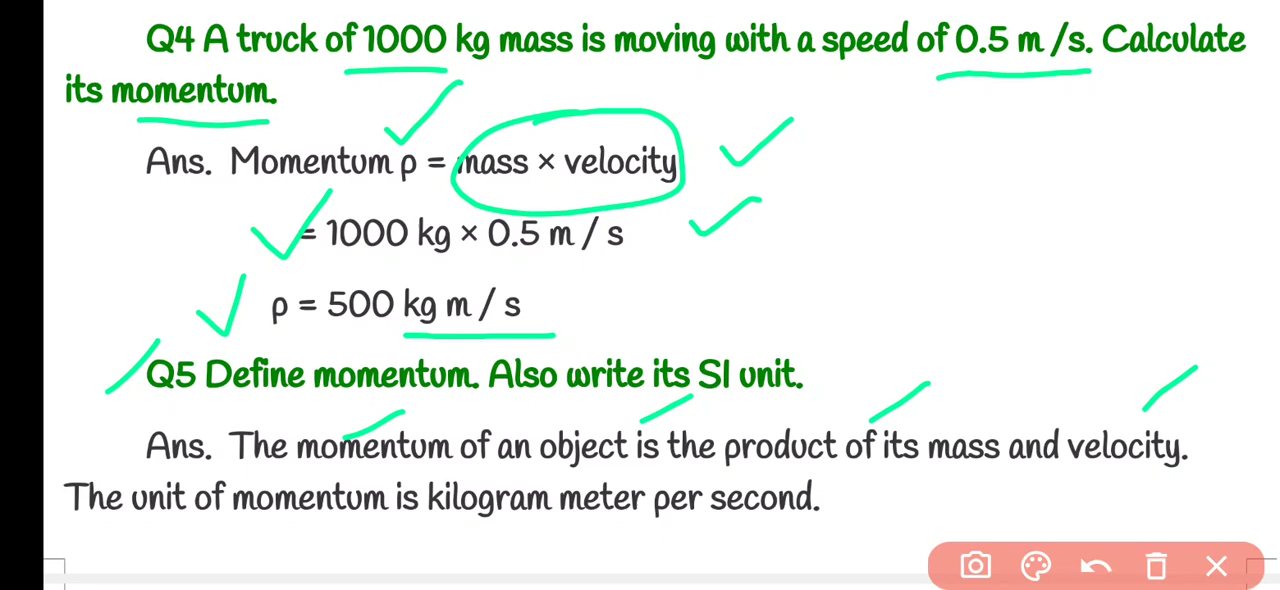 Q4 A truck of 1000 kg mass is moving with a speed of 0.5 m /s. Calculate
its momentum.
Ans. Momentum ρ = mass × velocity
= 1000 kg × 0.5 m / s
ρ = 500 kg m / s
Q5 Define momentum. Also write its SI unit.
Ans. The momentum of an object is the product of its mass and velocity.
The unit of momentum is kilogram meter per second.